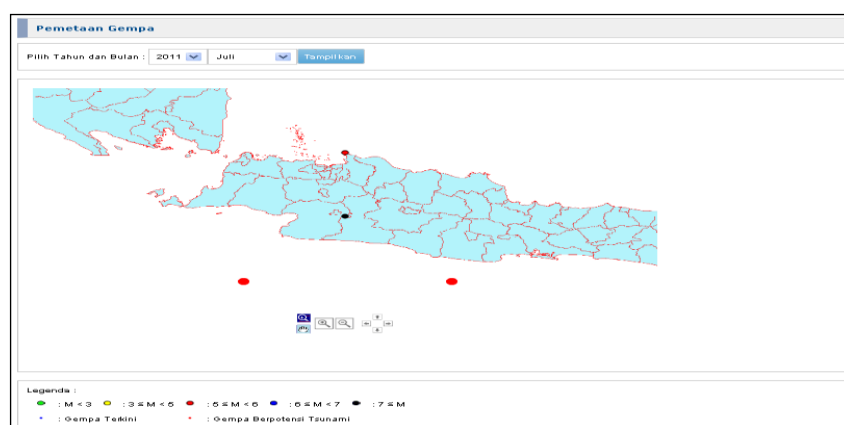 Pemetaan Gempa
Pilih Tahun dan Bulan : 2011 Juli Tampilkan
Legenda :
: M < 3 : 3 ≤ M < 5 : 5 ≤ M < 6 : 6 ≤ M < 7 : 7 ≤ M
: Gempa Terkini : Gempa Berpotensi Tsunami